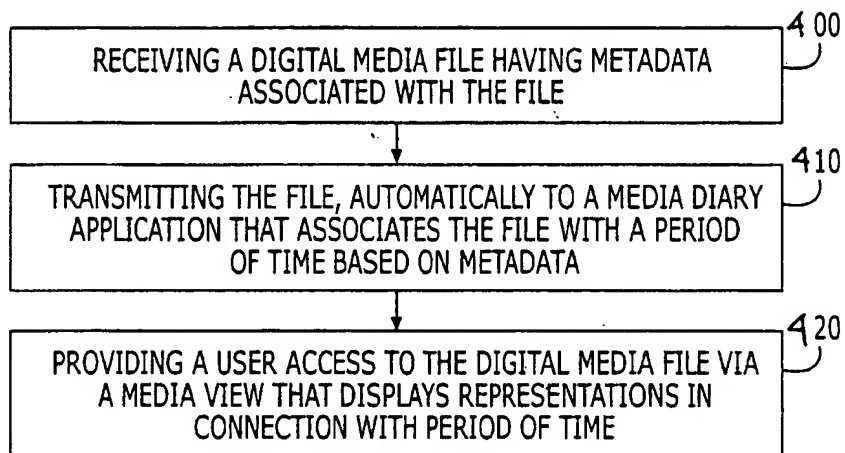 400
RECEIVING A DIGITAL MEDIA FILE HAVING METADATA
ASSOCIATED WITH THE FILE
410
TRANSMITTING THE FILE, AUTOMATICALLY TO A MEDIA DIARY
APPLICATION THAT ASSOCIATES THE FILE WITH A PERIOD
OF TIME BASED ON METADATA
420
PROVIDING A USER ACCESS TO THE DIGITAL MEDIA FILE VIA
A MEDIA VIEW THAT DISPLAYS REPRESENTATIONS IN
CONNECTION WITH PERIOD OF TIME